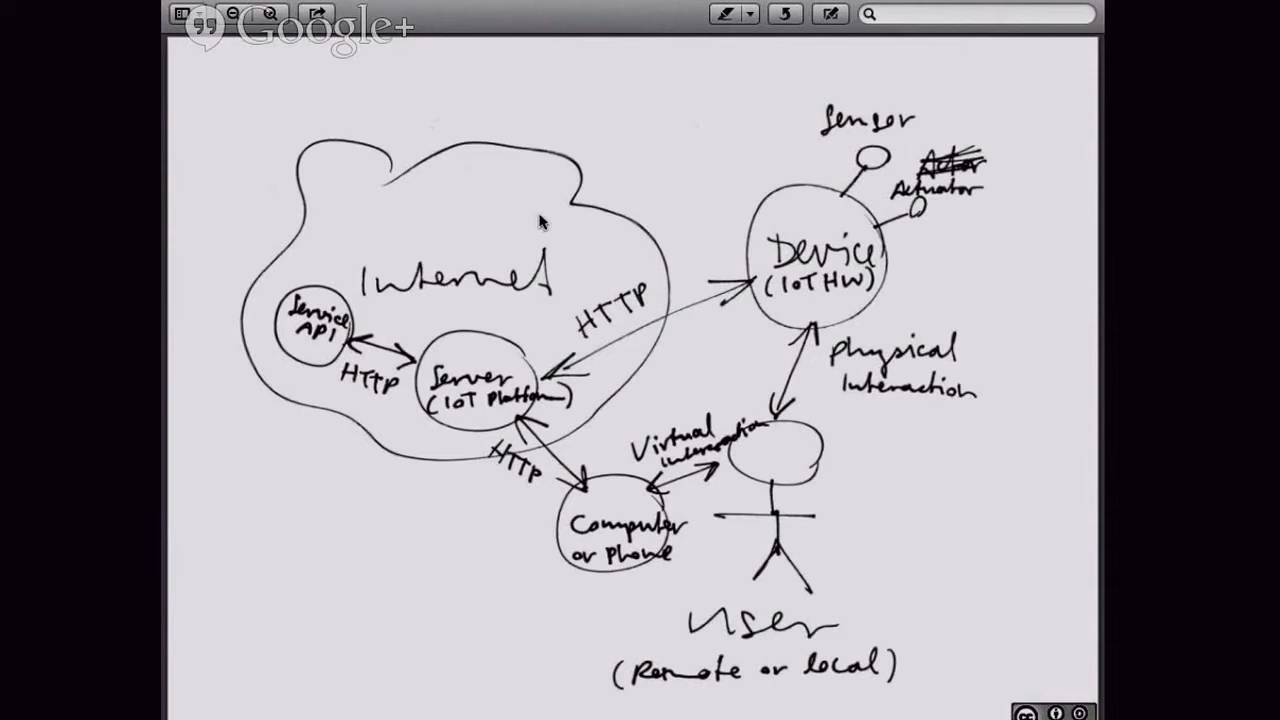 Google+
Sensor
Actuator
Device
(IoT HW)
Internet
HTTP
Service
API
HTTP
Server
(IoT Platform)
Physical
Interaction
Virtual
interaction
HTTP
Computer
or phone
User
(Remote or local)
cc